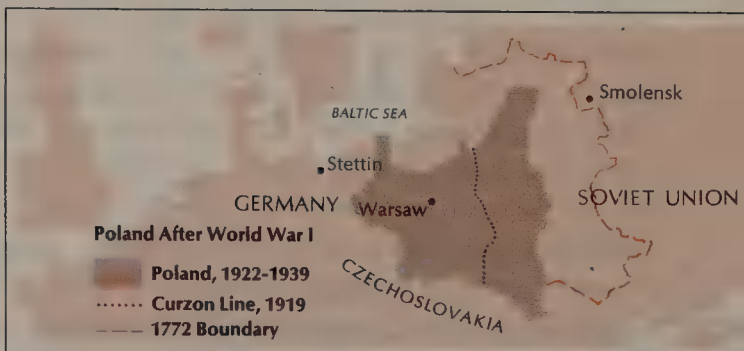 Smolensk
BALTIC SEA
Stettin
GERMANY
Warsaw
SOVIET UNION
Poland After World War I
Poland, 1922-1939
CZECHOSLOVAKIA
Curzon Line, 1919
1772 Boundary